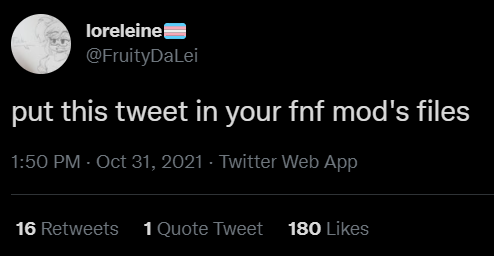 loreleine🏳️‍⚧️
@FruityDaLei
put this tweet in your fnf mod's files
1:50 PM · Oct 31, 2021 · Twitter Web App
16 Retweets 1 Quote Tweet 180 Likes